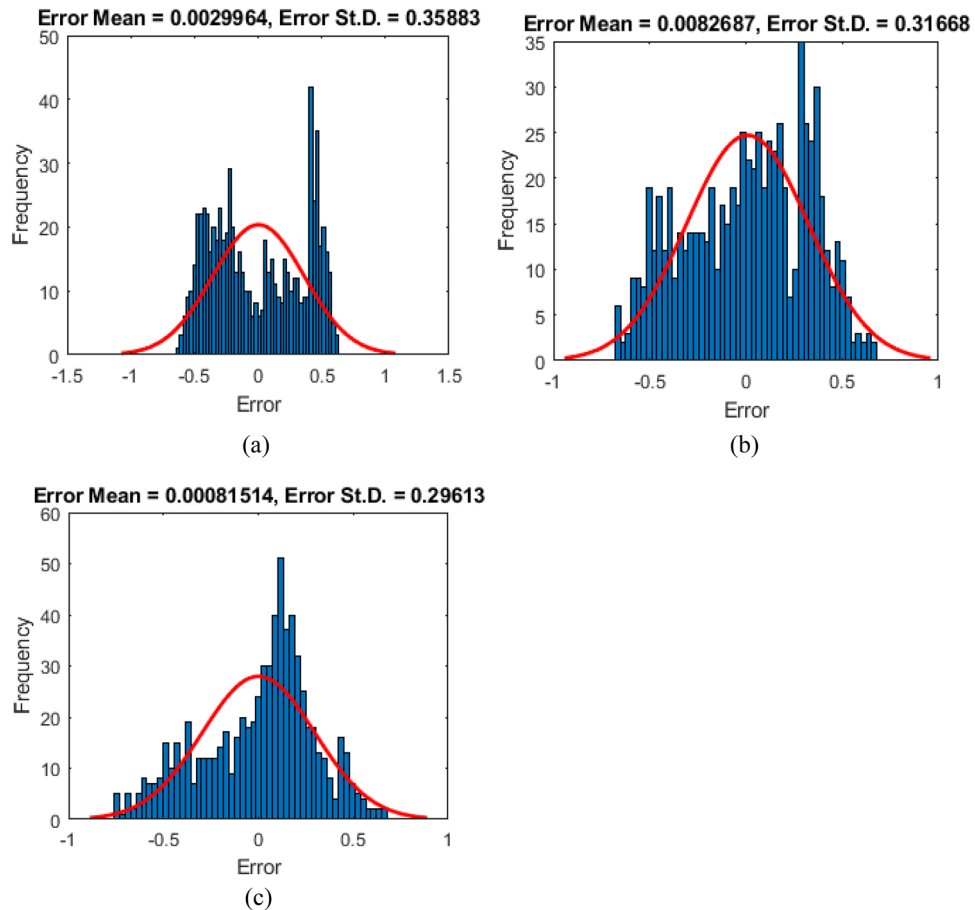 Error Mean = 0.0029964, Error St.D. = 0.35883
50
40
30
20
10
0
Frequency
-1.5 -1 -0.5 0 0.5 1 1.5
Error
(a)
Error Mean = 0.0082687, Error St.D. = 0.31668
35
30
25
20
15
10
5
0
Frequency
-1 -0.5 0 0.5 1
Error
(b)
Error Mean = 0.00081514, Error St.D. = 0.29613
60
50
40
30
20
10
0
Frequency
-1 -0.5 0 0.5 1
Error
(c)